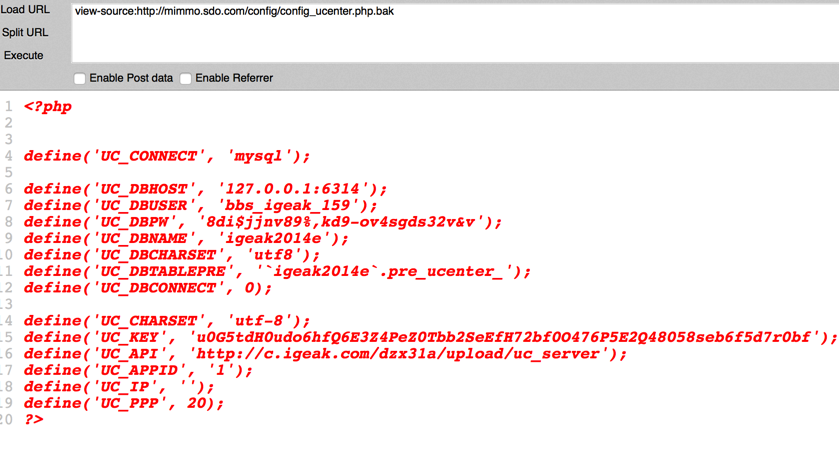 Load URL view-source:http://mimmo.sdo.com/config/config_ucenter.php.bak
Split URL
Execute
Enable Post data Enable Referrer
1 <?php
2
3
4 define('UC_CONNECT', 'mysql');
5
6 define('UC_DBHOST', '127.0.0.1:6314');
7 define('UC_DBUSER', 'bbs_igeak_159');
8 define('UC_DBPW', '8di$jjnv89%,kd9-ov4sgds32v&v');
9 define('UC_DBNAME', 'igeak2014e');
10 define('UC_DBCHARSET', 'utf8');
11 define('UC_DBTABLEPRE', '`igeak2014e`.pre_ucenter_');
12 define('UC_DBCONNECT', 0);
13
14 define('UC_CHARSET', 'utf-8');
15 define('UC_KEY', 'u0G5tdH0udo6hfQ6E3Z4PeZ0Tbb2SeEfH72bf0O476P5E2Q48058seb6f5d7r0bf');
16 define('UC_API', 'http://c.igeak.com/dzx31a/upload/uc_server');
17 define('UC_APPID', '1');
18 define('UC_IP', '');
19 define('UC_PPP', 20);
20 ?>